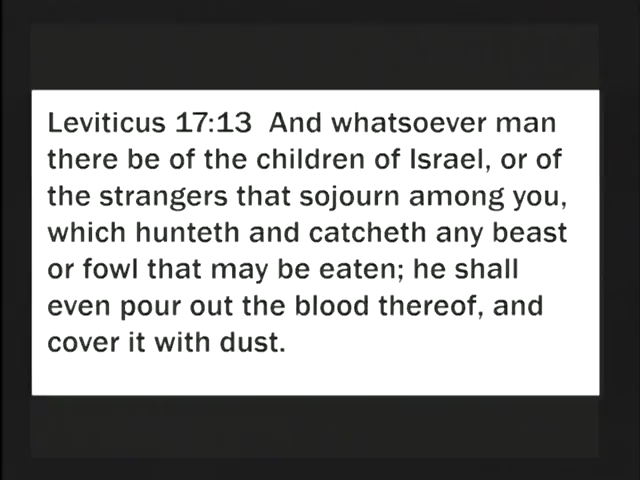 Leviticus 17:13  And whatsoever man
there be of the children of Israel, or of
the strangers that sojourn among you,
which hunteth and catcheth any beast
or fowl that may be eaten; he shall
even pour out the blood thereof, and
cover it with dust.